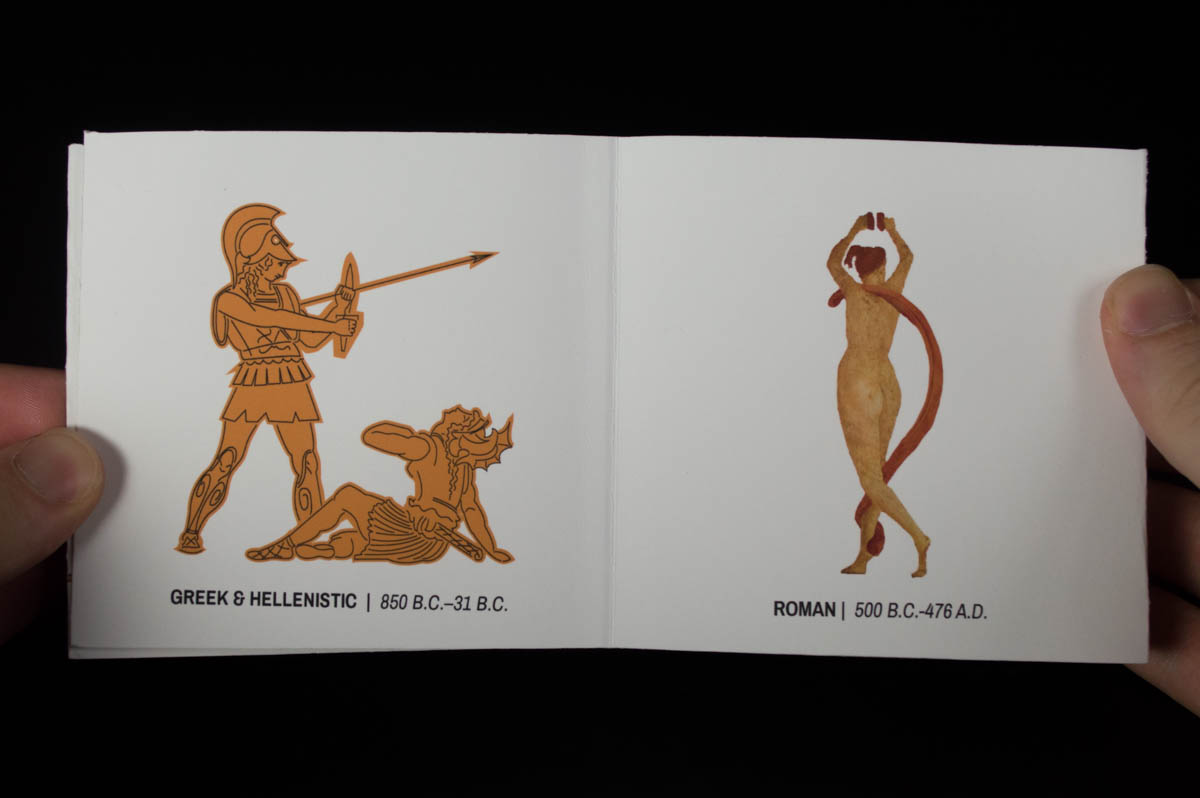 GREEK & HELLENISTIC | 850 B.C.–31 B.C.
ROMAN | 500 B.C.-476 A.D.